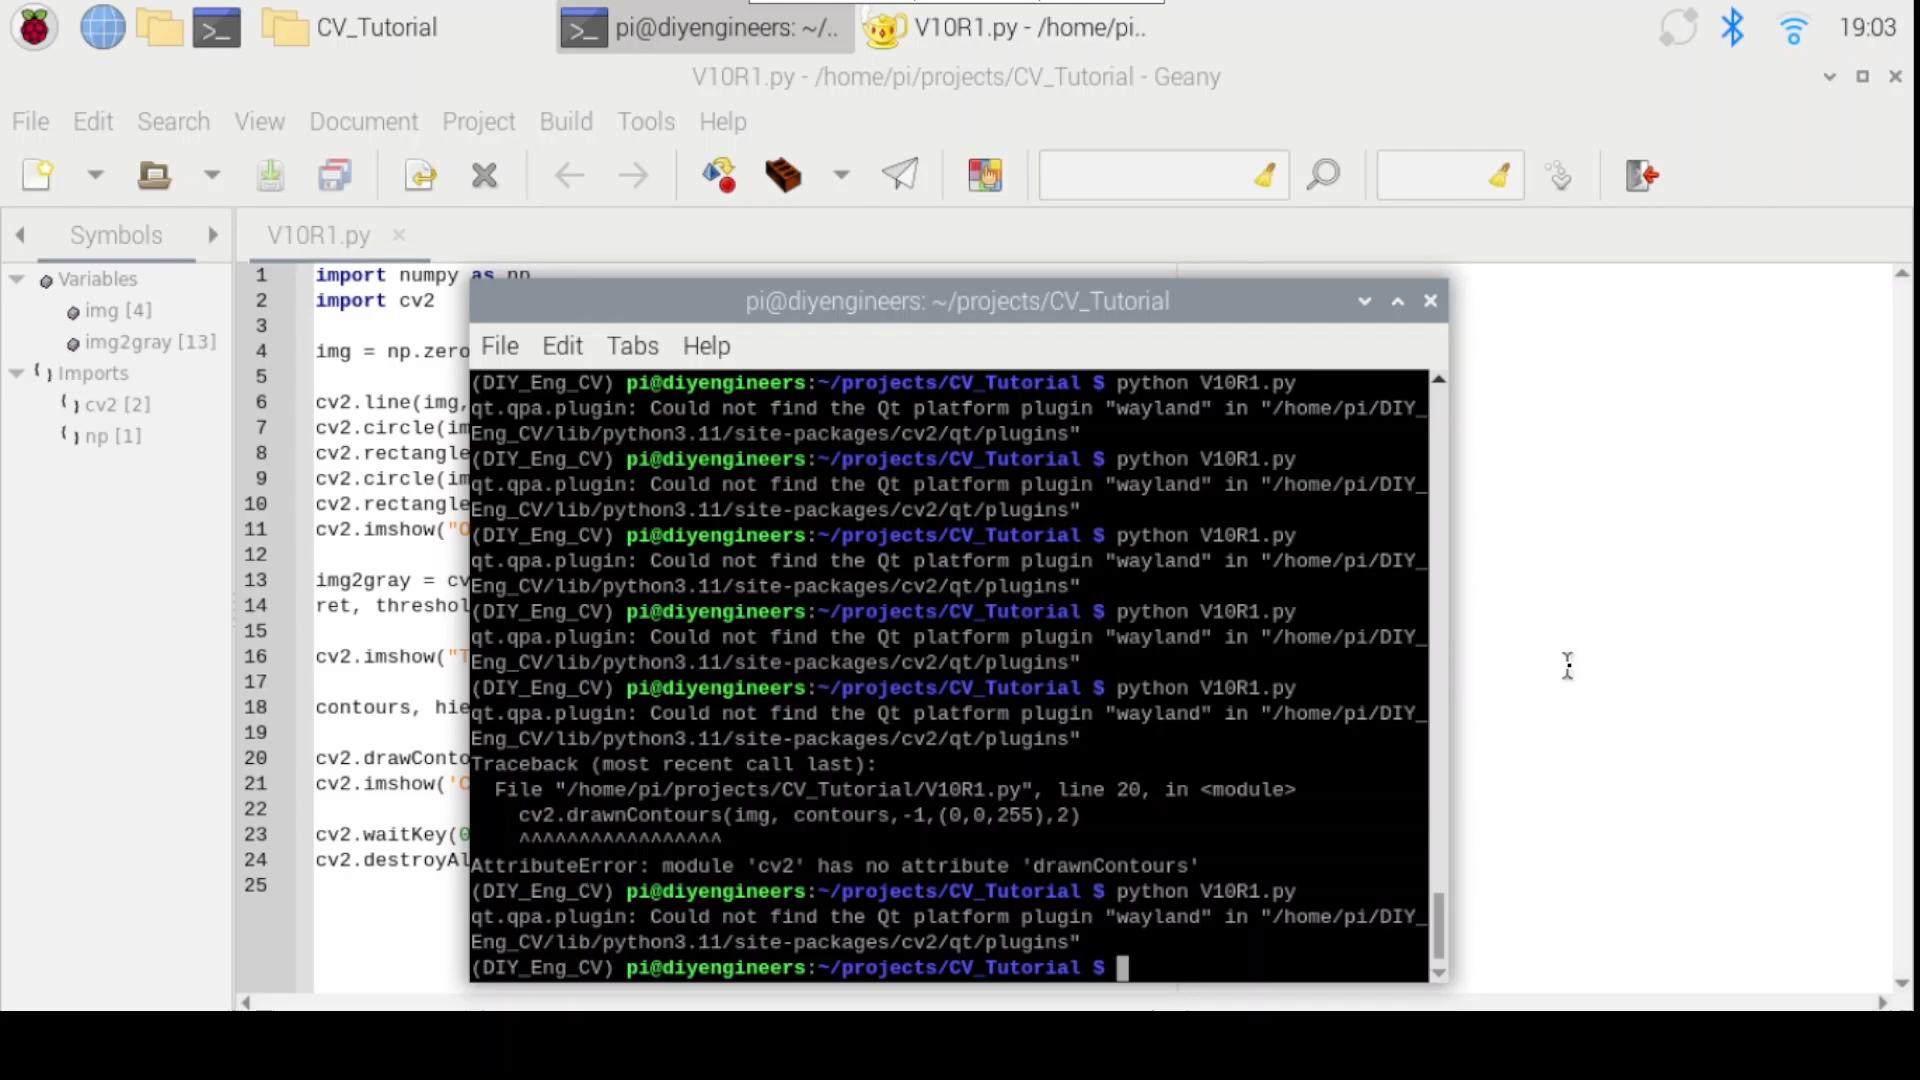 CV_Tutorial
pi@diyengineers: ~/..
V10R1.py - /home/pi..
19:03
V10R1.py - /home/pi/projects/CV_Tutorial - Geany
File Edit Search View Document Project Build Tools Help
Symbols
V10R1.py
Variables
img [4]
img2gray [13]
Imports
cv2 [2]
np [1]
1 import numpy as np
2 import cv2
3
4 img = np.zero
5
6 cv2.line(img,
7 cv2.circle(im
8 cv2.rectangle
9 cv2.circle(im
10 cv2.rectangle
11 cv2.imshow("O
12
13 img2gray = cv
14 ret, threshol
15
16 cv2.imshow("T
17
18 contours, hie
19
20 cv2.drawConto
21 cv2.imshow('C
22
23 cv2.waitKey(0
24 cv2.destroyAl
25
pi@diyengineers: ~/projects/CV_Tutorial
File Edit Tabs Help
(DIY_Eng_CV) pi@diyengineers:~/projects/CV_Tutorial $ python V10R1.py
qt.qpa.plugin: Could not find the Qt platform plugin "wayland" in "/home/pi/DIY_
Eng_CV/lib/python3.11/site-packages/cv2/qt/plugins"
(DIY_Eng_CV) pi@diyengineers:~/projects/CV_Tutorial $ python V10R1.py
qt.qpa.plugin: Could not find the Qt platform plugin "wayland" in "/home/pi/DIY_
Eng_CV/lib/python3.11/site-packages/cv2/qt/plugins"
(DIY_Eng_CV) pi@diyengineers:~/projects/CV_Tutorial $ python V10R1.py
qt.qpa.plugin: Could not find the Qt platform plugin "wayland" in "/home/pi/DIY_
Eng_CV/lib/python3.11/site-packages/cv2/qt/plugins"
(DIY_Eng_CV) pi@diyengineers:~/projects/CV_Tutorial $ python V10R1.py
qt.qpa.plugin: Could not find the Qt platform plugin "wayland" in "/home/pi/DIY_
Eng_CV/lib/python3.11/site-packages/cv2/qt/plugins"
(DIY_Eng_CV) pi@diyengineers:~/projects/CV_Tutorial $ python V10R1.py
qt.qpa.plugin: Could not find the Qt platform plugin "wayland" in "/home/pi/DIY_
Eng_CV/lib/python3.11/site-packages/cv2/qt/plugins"
Traceback (most recent call last):
File "/home/pi/projects/CV_Tutorial/V10R1.py", line 20, in <module>
cv2.drawnContours(img, contours,-1,(0,0,255),2)
^^^^^^^^^^^^^^^^^
AttributeError: module 'cv2' has no attribute 'drawnContours'
(DIY_Eng_CV) pi@diyengineers:~/projects/CV_Tutorial $ python V10R1.py
qt.qpa.plugin: Could not find the Qt platform plugin "wayland" in "/home/pi/DIY_
Eng_CV/lib/python3.11/site-packages/cv2/qt/plugins"
(DIY_Eng_CV) pi@diyengineers:~/projects/CV_Tutorial $